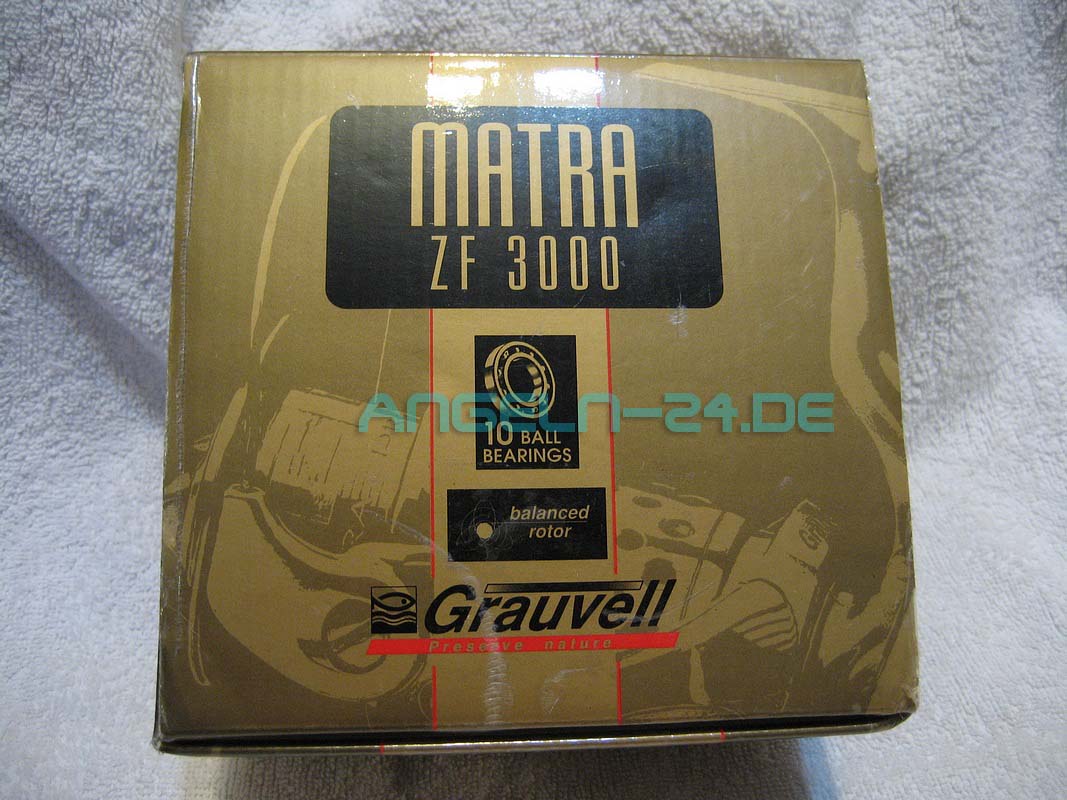 MATRA
ZF 3000
ANGELN-24.DE
10 BALL
BEARINGS
balanced
rotor
Grauvell
Preserve nature